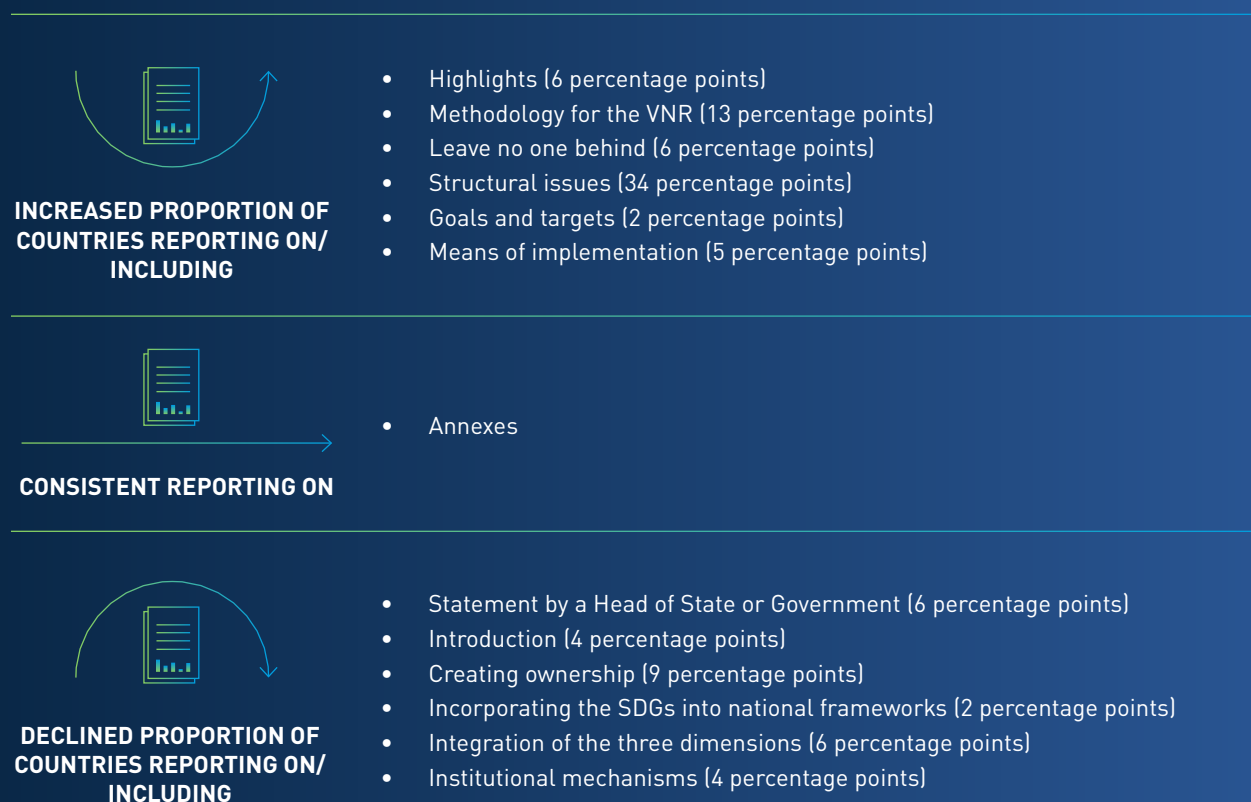 INCREASED PROPORTION OF
COUNTRIES REPORTING ON/
INCLUDING
• Highlights (6 percentage points)
• Methodology for the VNR (13 percentage points)
• Leave no one behind (6 percentage points)
• Structural issues (34 percentage points)
• Goals and targets (2 percentage points)
• Means of implementation (5 percentage points)
CONSISTENT REPORTING ON
• Annexes
DECLINED PROPORTION OF
COUNTRIES REPORTING ON/
INCLUDING
• Statement by a Head of State or Government (6 percentage points)
• Introduction (4 percentage points)
• Creating ownership (9 percentage points)
• Incorporating the SDGs into national frameworks (2 percentage points)
• Integration of the three dimensions (6 percentage points)
• Institutional mechanisms (4 percentage points)